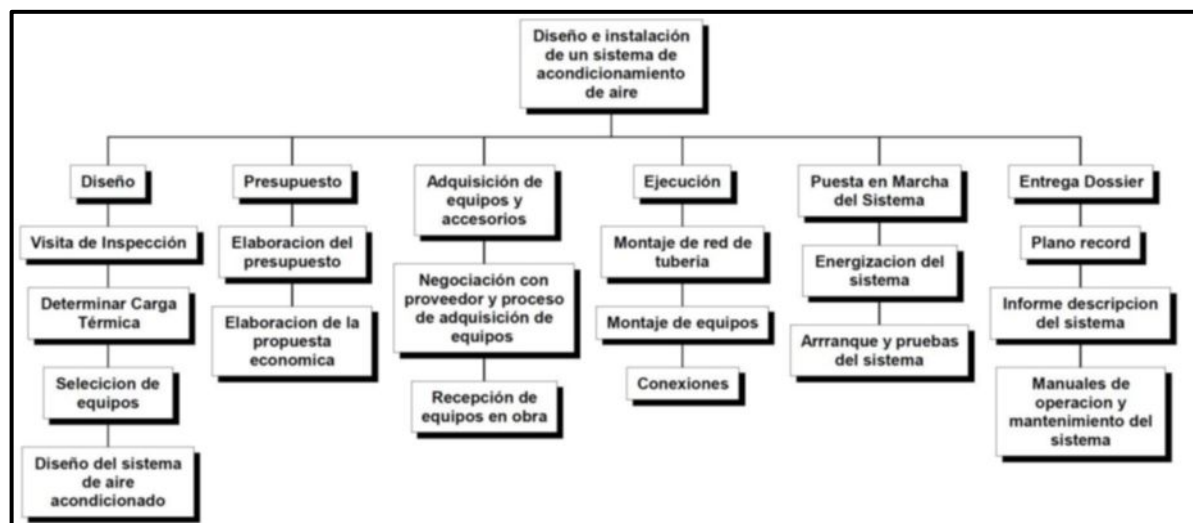 Diseño e instalación
de un sistema de
acondicionamiento
de aire
Diseño
Visita de Inspección
Determinar Carga
Térmica
Selecicion de
equipos
Diseño del sistema
de aire
acondicionado
Presupuesto
Elaboracion del
presupuesto
Elaboracion de la
propuesta
economica
Adquisición de
equipos y
accesorios
Negociación con
proveedor y proceso
de adquisición de
equipos
Recepción de
equipos en obra
Ejecución
Montaje de red de
tuberia
Montaje de equipos
Conexiones
Puesta en Marcha
del Sistema
Energizacion del
sistema
Arrranque y pruebas
del sistema
Entrega Dossier
Plano record
Informe descripcion
del sistema
Manuales de
operacion y
mantenimiento del
sistema